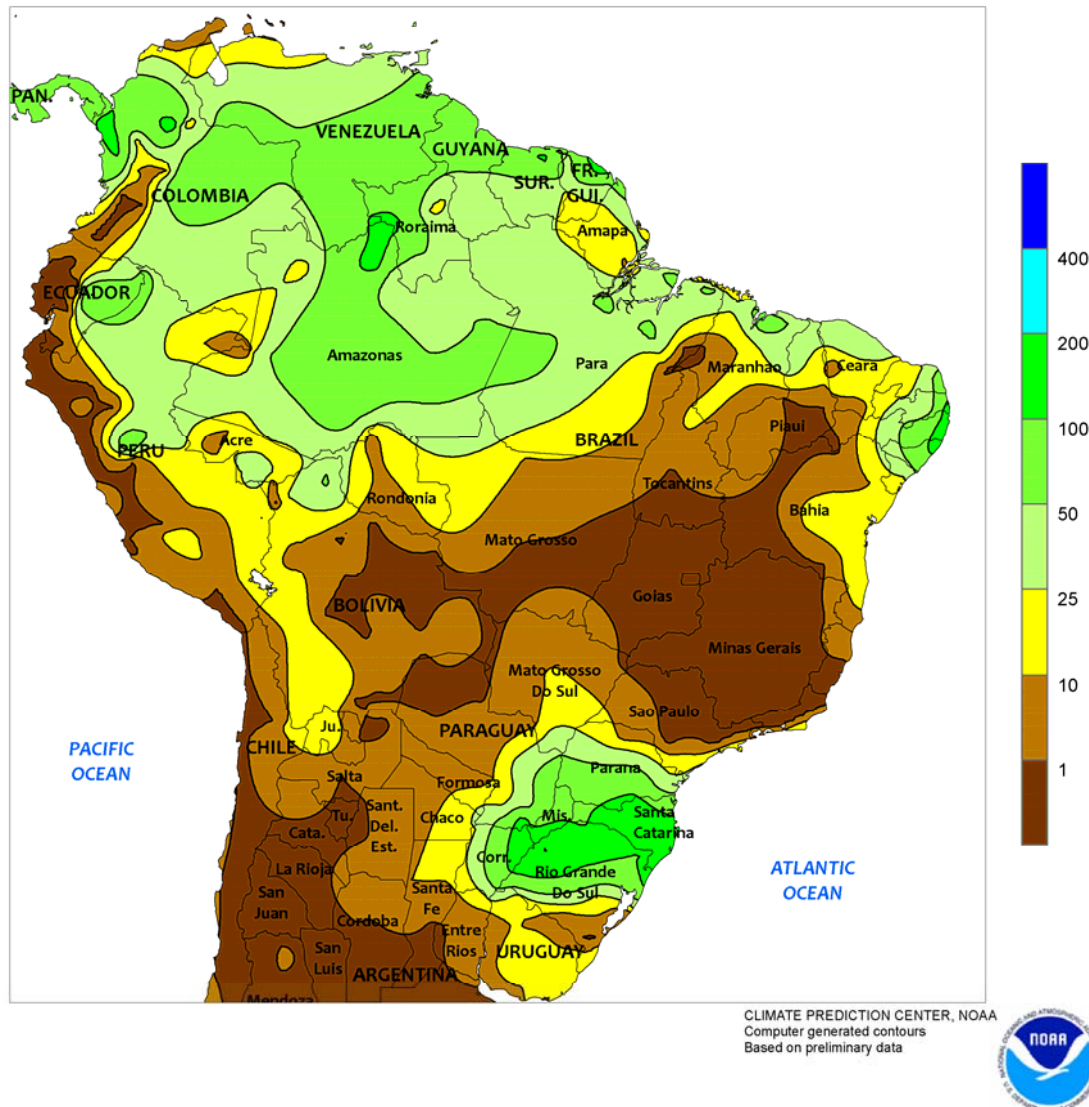 PAN.
VENEZUELA
GUYANA
SUR.
FR.
GUI.
COLOMBIA
Roraima
Amapa
ECUADOR
Amazonas
Para
Maranhao
Ceara
PERU
Acre
BRAZIL
Piaui
Rondonia
Tocantins
Bahia
Mato Grosso
BOLIVIA
Goias
Minas Gerais
Mato Grosso
Do Sul
Sao Paulo
PACIFIC
OCEAN
Ju.
CHILE
PARAGUAY
Salta
Formosa
Parana
Tu.
Sant.
Del.
Est.
Chaco
Mis.
Santa
Catarina
Cata.
Corr.
La Rioja
Rio Grande
Do Sul
ATLANTIC
OCEAN
San
Juan
Santa
Fe
Cordoba
Entre
Rios
URUGUAY
San
Luis
ARGENTINA
Mendoza
400
200
100
50
25
10
1
CLIMATE PREDICTION CENTER, NOAA
Computer generated contours
Based on preliminary data
NOAA